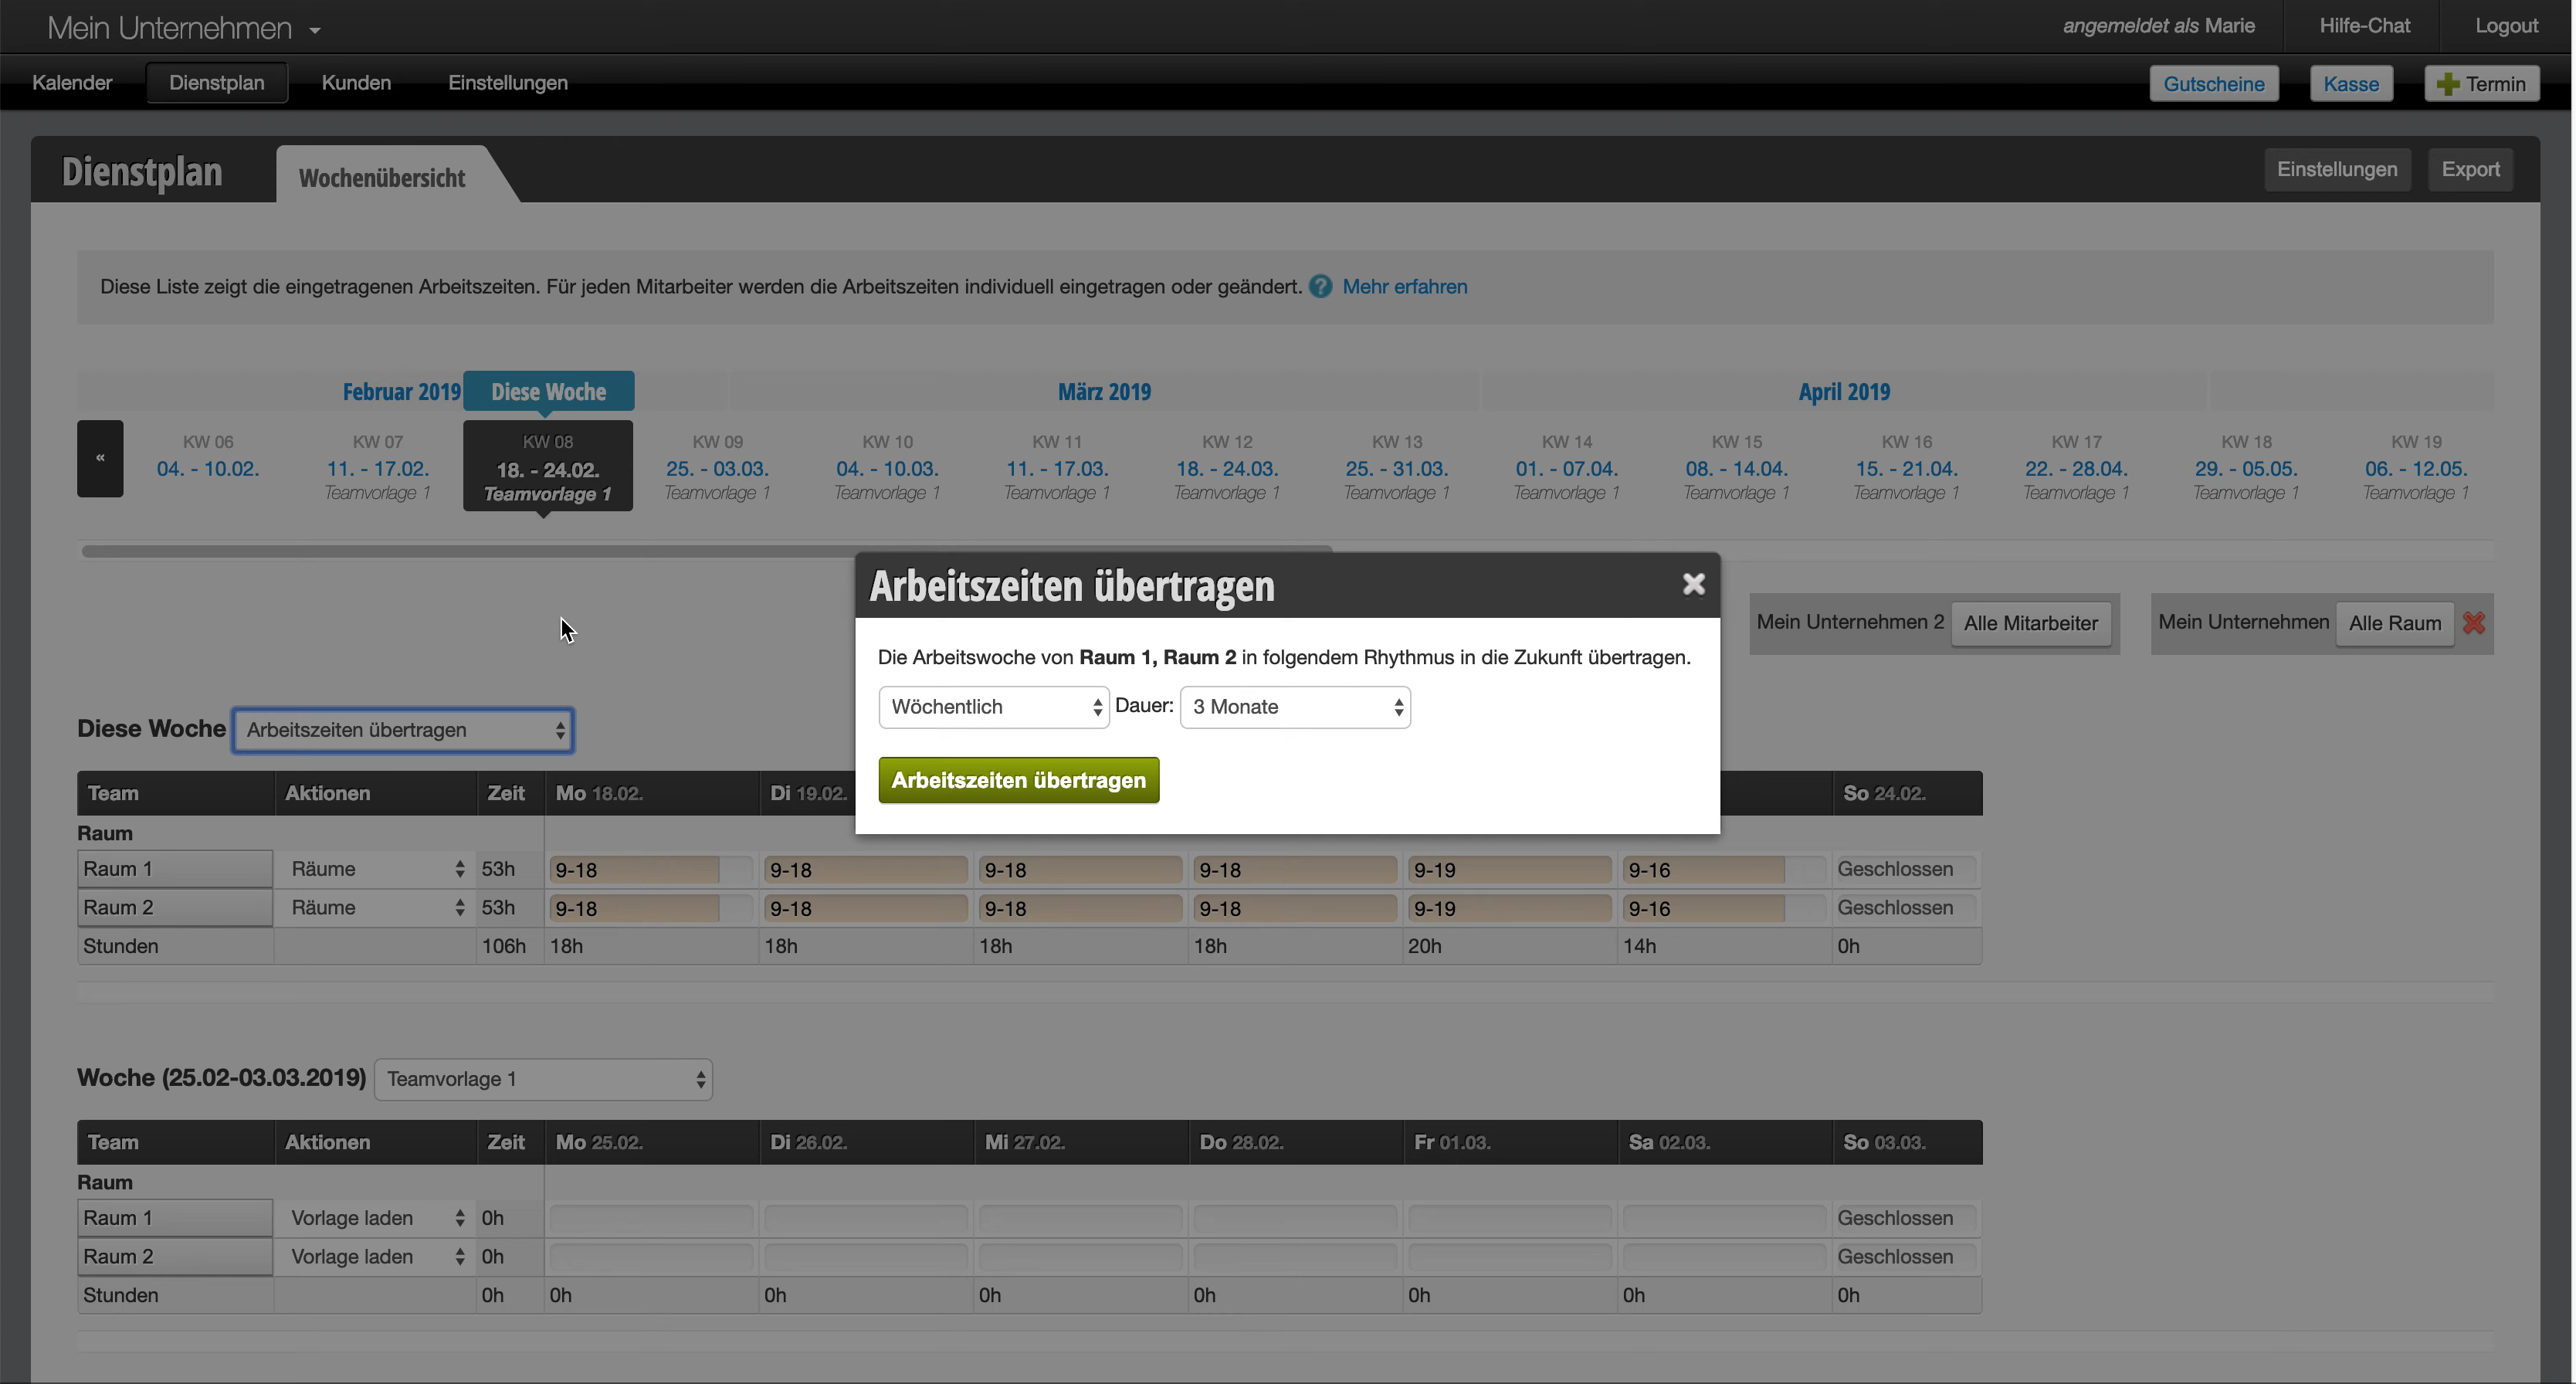 Mein Unternehmen
angemeldet als Marie
Hilfe-Chat
Logout
Kalender
Dienstplan
Kunden
Einstellungen
Gutscheine
Kasse
Termin
Dienstplan
Wochenübersicht
Einstellungen
Export
Diese Liste zeigt die eingetragenen Arbeitszeiten. Für jeden Mitarbeiter werden die Arbeitszeiten individuell eingetragen oder geändert. ? Mehr erfahren
Februar 2019 Diese Woche März 2019 April 2019
«
KW 06 KW 07 KW 08 KW 09 KW 10 KW 11 KW 12 KW 13 KW 14 KW 15 KW 16 KW 17 KW 18 KW 19
04. - 10.02. 11. - 17.02. 18. - 24.02. 25. - 03.03. 04. - 10.03. 11. - 17.03. 18. - 24.03. 25. - 31.03. 01. - 07.04. 08. - 14.04. 15. - 21.04. 22. - 28.04. 29. - 05.05. 06. - 12.05.
Teamvorlage 1 Teamvorlage 1 Teamvorlage 1 Teamvorlage 1 Teamvorlage 1 Teamvorlage 1 Teamvorlage 1 Teamvorlage 1 Teamvorlage 1 Teamvorlage 1 Teamvorlage 1 Teamvorlage 1 Teamvorlage 1
Arbeitszeiten übertragen
Die Arbeitswoche von Raum 1, Raum 2 in folgendem Rhythmus in die Zukunft übertragen.
Wöchentlich Dauer: 3 Monate
Arbeitszeiten übertragen
Mein Unternehmen 2 Alle Mitarbeiter
Mein Unternehmen Alle Raum
Diese Woche Arbeitszeiten übertragen
Team Aktionen Zeit Mo 18.02. Di 19.02. So 24.02.
Raum
Raum 1 Räume 53h 9-18 9-18 9-18 9-18 9-19 9-16 Geschlossen
Raum 2 Räume 53h 9-18 9-18 9-18 9-18 9-19 9-16 Geschlossen
Stunden 106h 18h 18h 18h 18h 20h 14h 0h
Woche (25.02-03.03.2019) Teamvorlage 1
Team Aktionen Zeit Mo 25.02. Di 26.02. Mi 27.02. Do 28.02. Fr 01.03. Sa 02.03. So 03.03.
Raum
Raum 1 Vorlage laden 0h Geschlossen
Raum 2 Vorlage laden 0h Geschlossen
Stunden 0h 0h 0h 0h 0h 0h 0h 0h